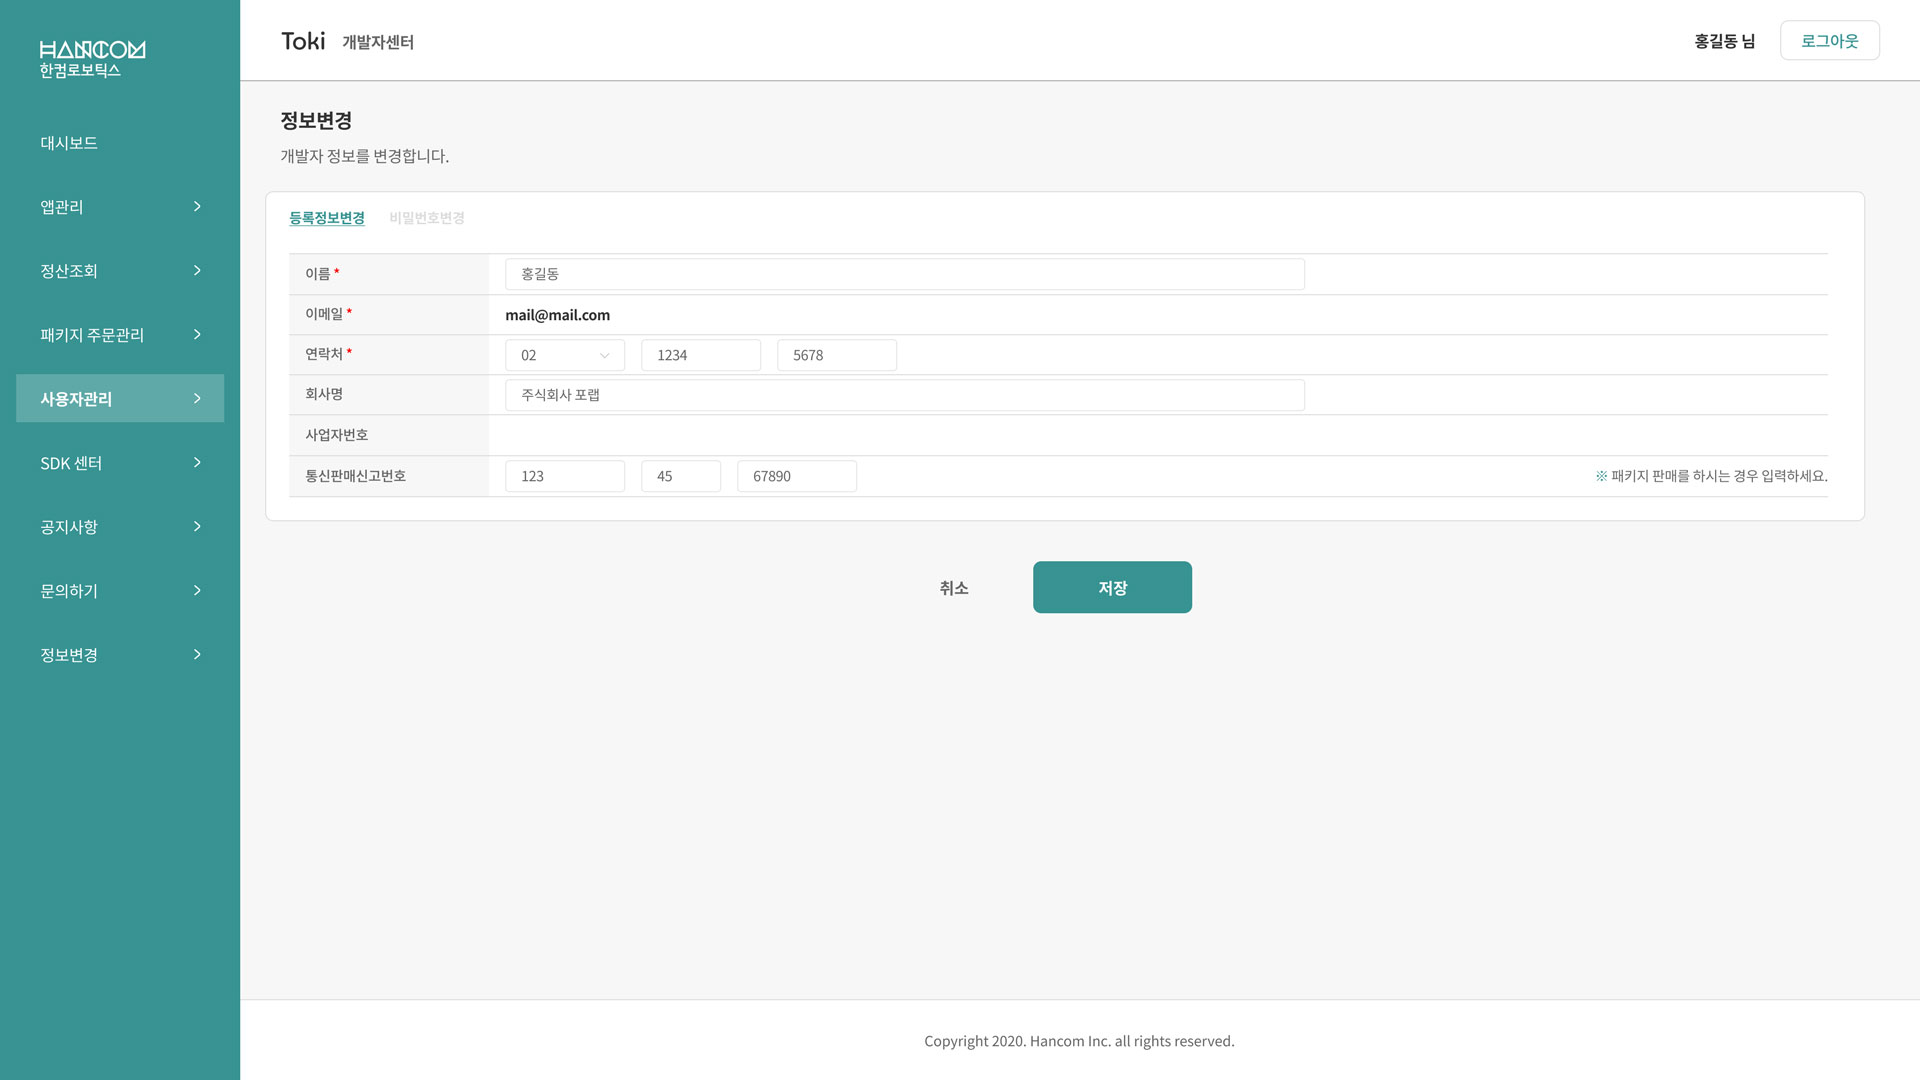 HANCOM
한컴로보틱스
대시보드
앱관리
정산조회
패키지 주문관리
사용자관리
SDK 센터
공지사항
문의하기
정보변경
Toki 개발자센터
홍길동 님 로그아웃
정보변경
개발자 정보를 변경합니다.
등록정보변경 비밀번호변경
이름 * 홍길동
이메일 * mail@mail.com
연락처 * 02 1234 5678
회사명 주식회사 포랩
사업자번호
통신판매신고번호 123 45 67890 ※ 패키지 판매를 하시는 경우 입력하세요.
취소 저장
Copyright 2020. Hancom Inc. all rights reserved.